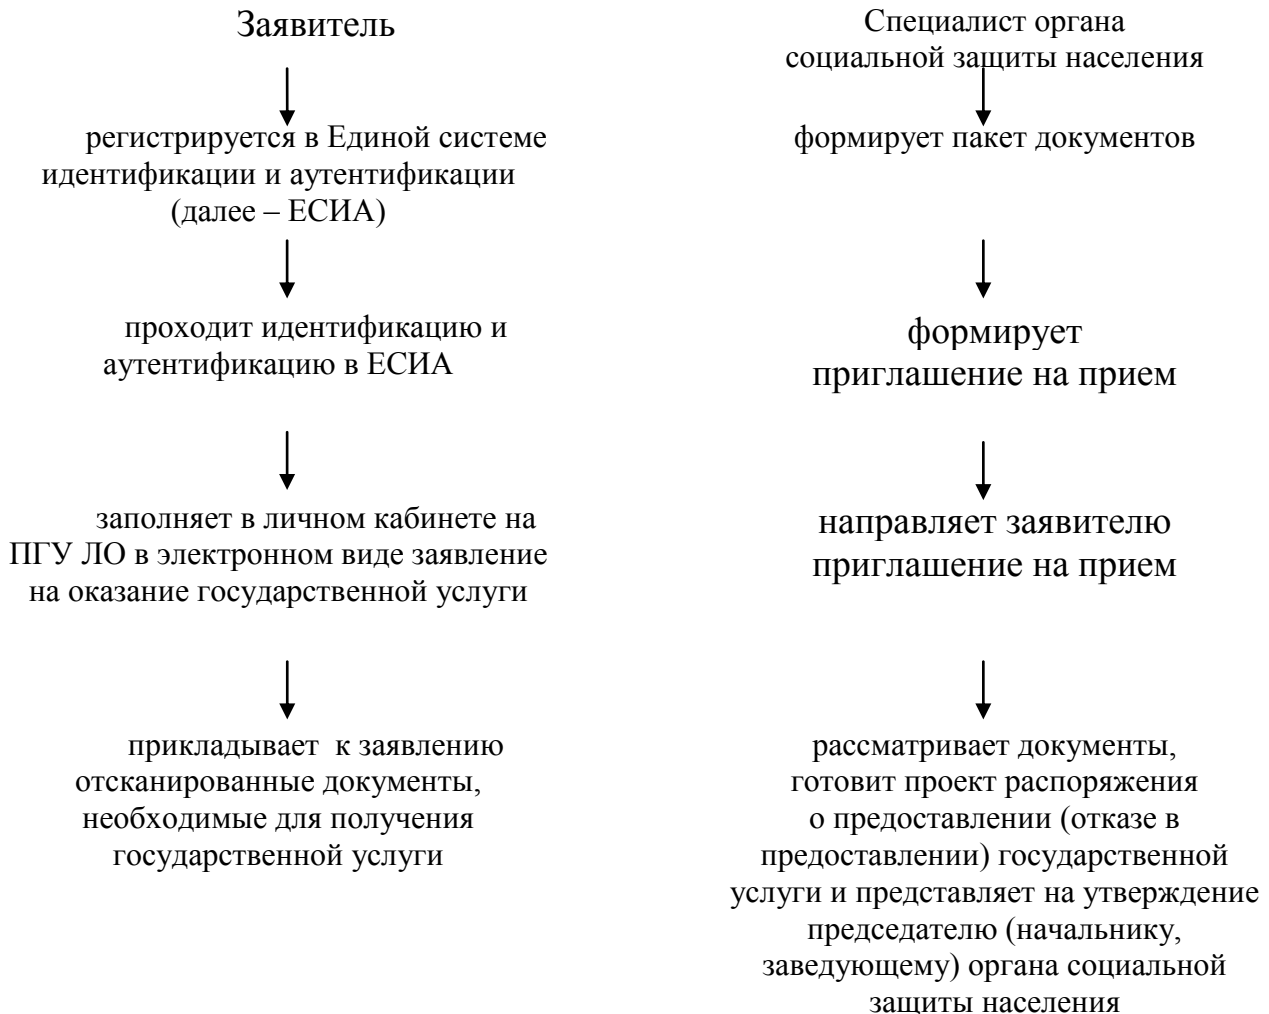 Заявитель
регистрируется в Единой системе
идентификации и аутентификации
(далее – ЕСИА)
проходит идентификацию и
аутентификацию в ЕСИА
заполняет в личном кабинете на
ПГУ ЛО в электронном виде заявление
на оказание государственной услуги
прикладывает к заявлению
отсканированные документы,
необходимые для получения
государственной услуги
Специалист органа
социальной защиты населения
формирует пакет документов
формирует
приглашение на прием
направляет заявителю
приглашение на прием
рассматривает документы,
готовит проект распоряжения
о предоставлении (отказе в
предоставлении) государственной
услуги и представляет на утверждение
председателю (начальнику,
заведующему) органа социальной
защиты населения